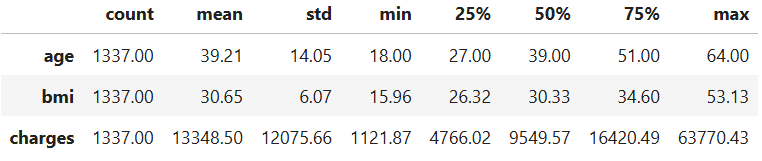 count mean std min 25% 50% 75% max
age 1337.00 39.21 14.05 18.00 27.00 39.00 51.00 64.00
bmi 1337.00 30.65 6.07 15.96 26.32 30.33 34.60 53.13
charges 1337.00 13348.50 12075.66 1121.87 4766.02 9549.57 16420.49 63770.43